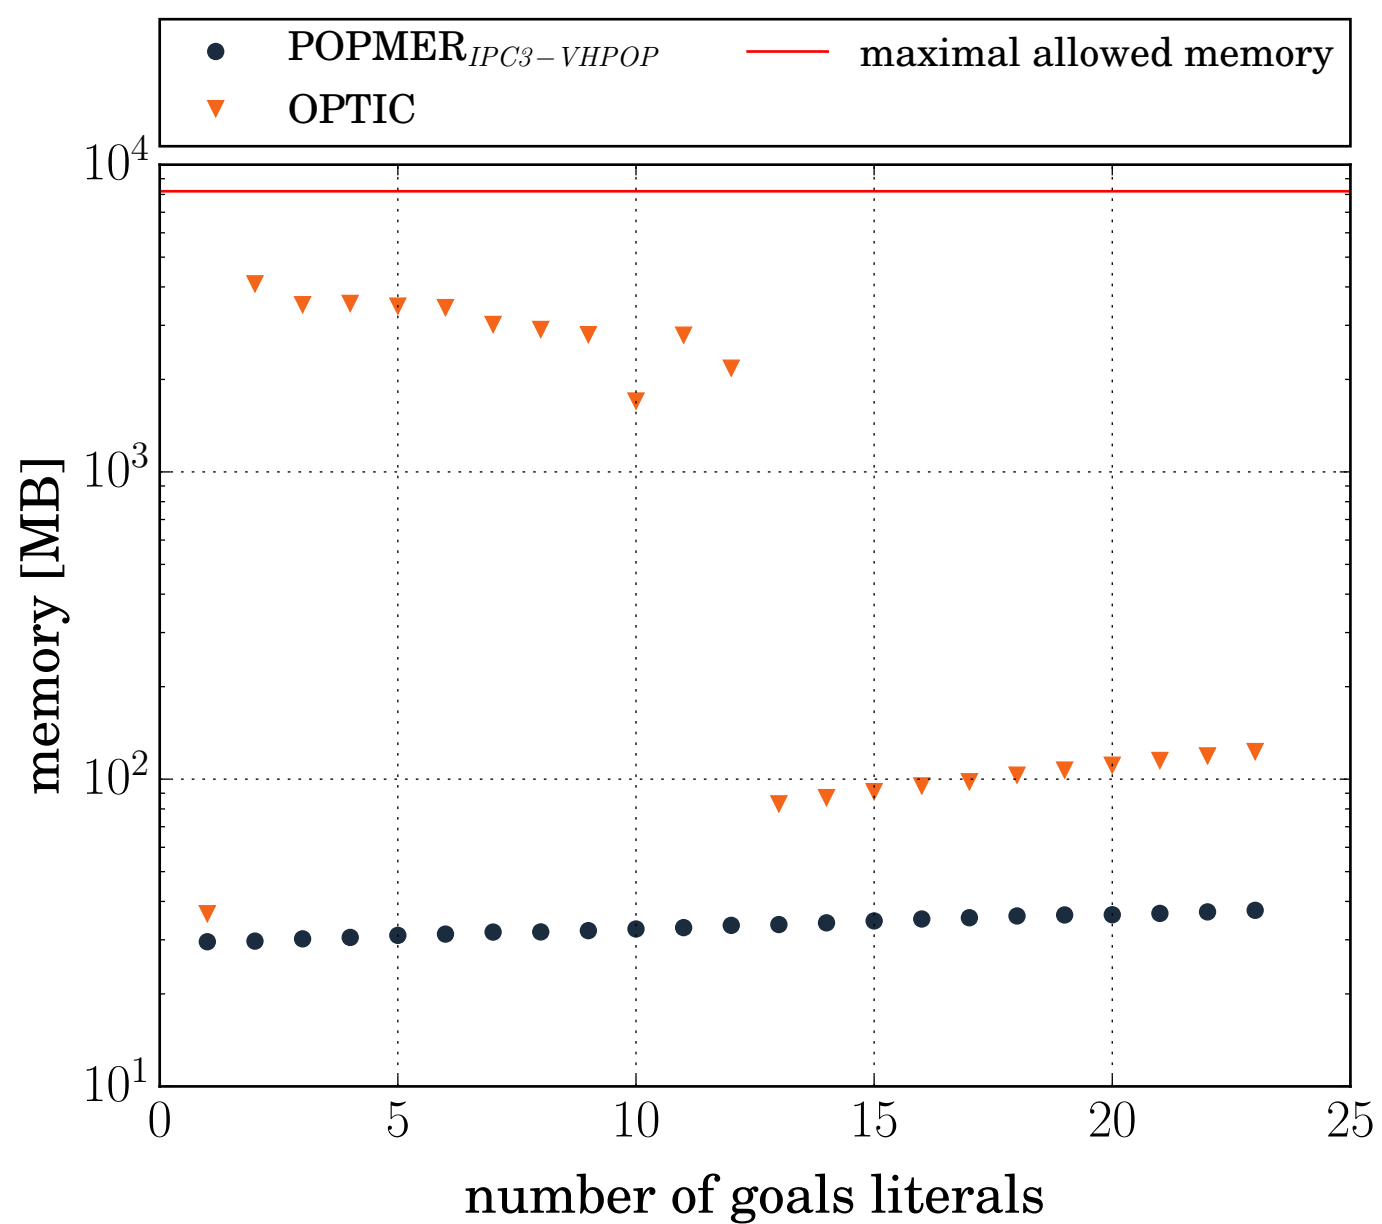 POPMER_IPC3−VHPOP
maximal allowed memory
OPTIC
10^4
10^3
10^2
10^1
memory [MB]
0 5 10 15 20 25
number of goals literals